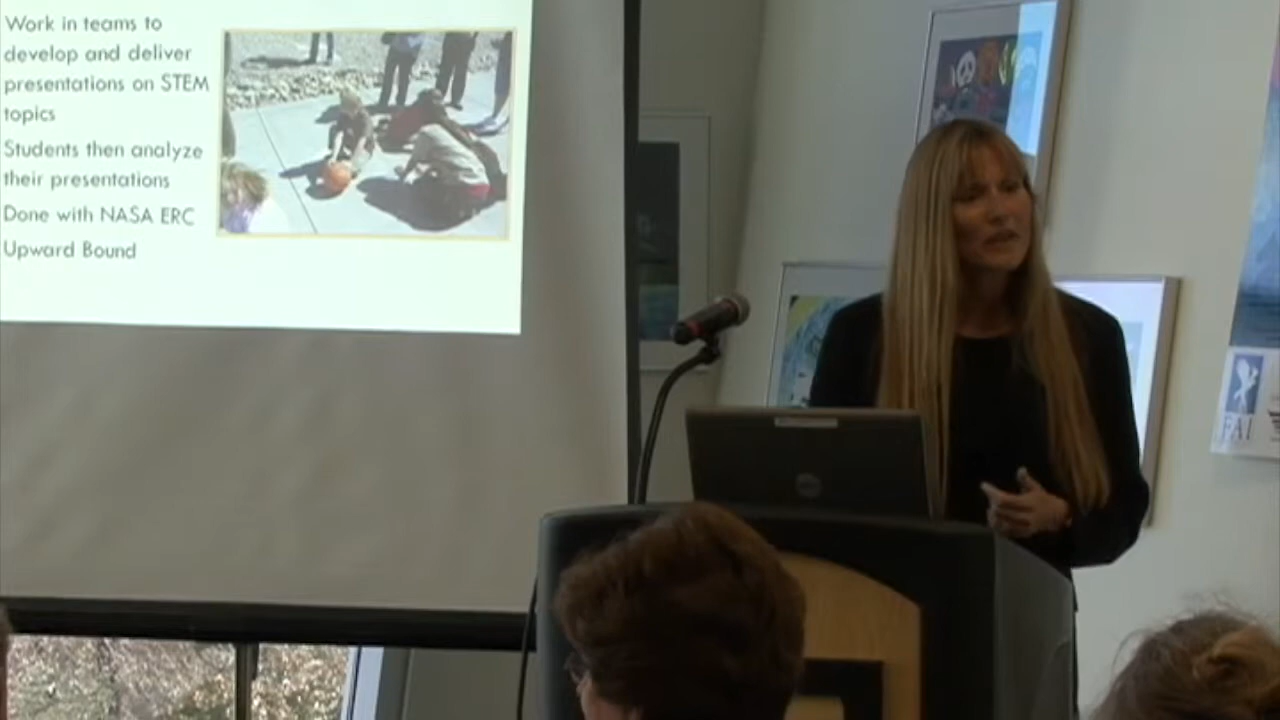 Work in teams to
develop and deliver
presentations on STEM
topics
Students then analyze
their presentations
Done with NASA ERC
Upward Bound
FAI